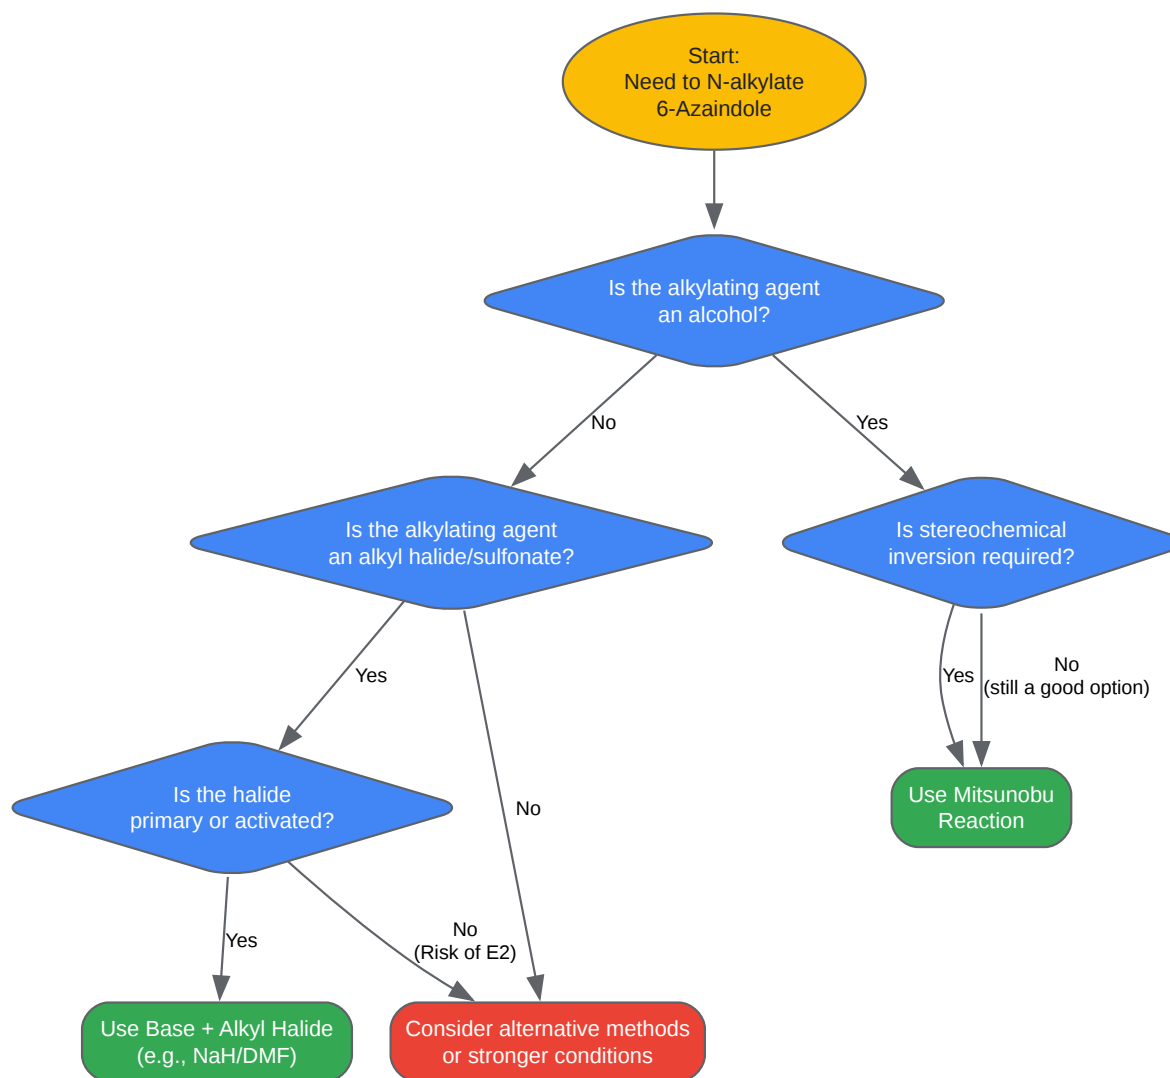 Start:
Need to N-alkylate
6-Azaindole
Is the alkylating agent
an alcohol?
No
Yes
Is the alkylating agent
an alkyl halide/sulfonate?
Is stereochemical
inversion required?
Yes
No
Yes
No
(still a good option)
Is the halide
primary or activated?
Use Mitsunobu
Reaction
Yes
No
(Risk of E2)
Use Base + Alkyl Halide
(e.g., NaH/DMF)
Consider alternative methods
or stronger conditions